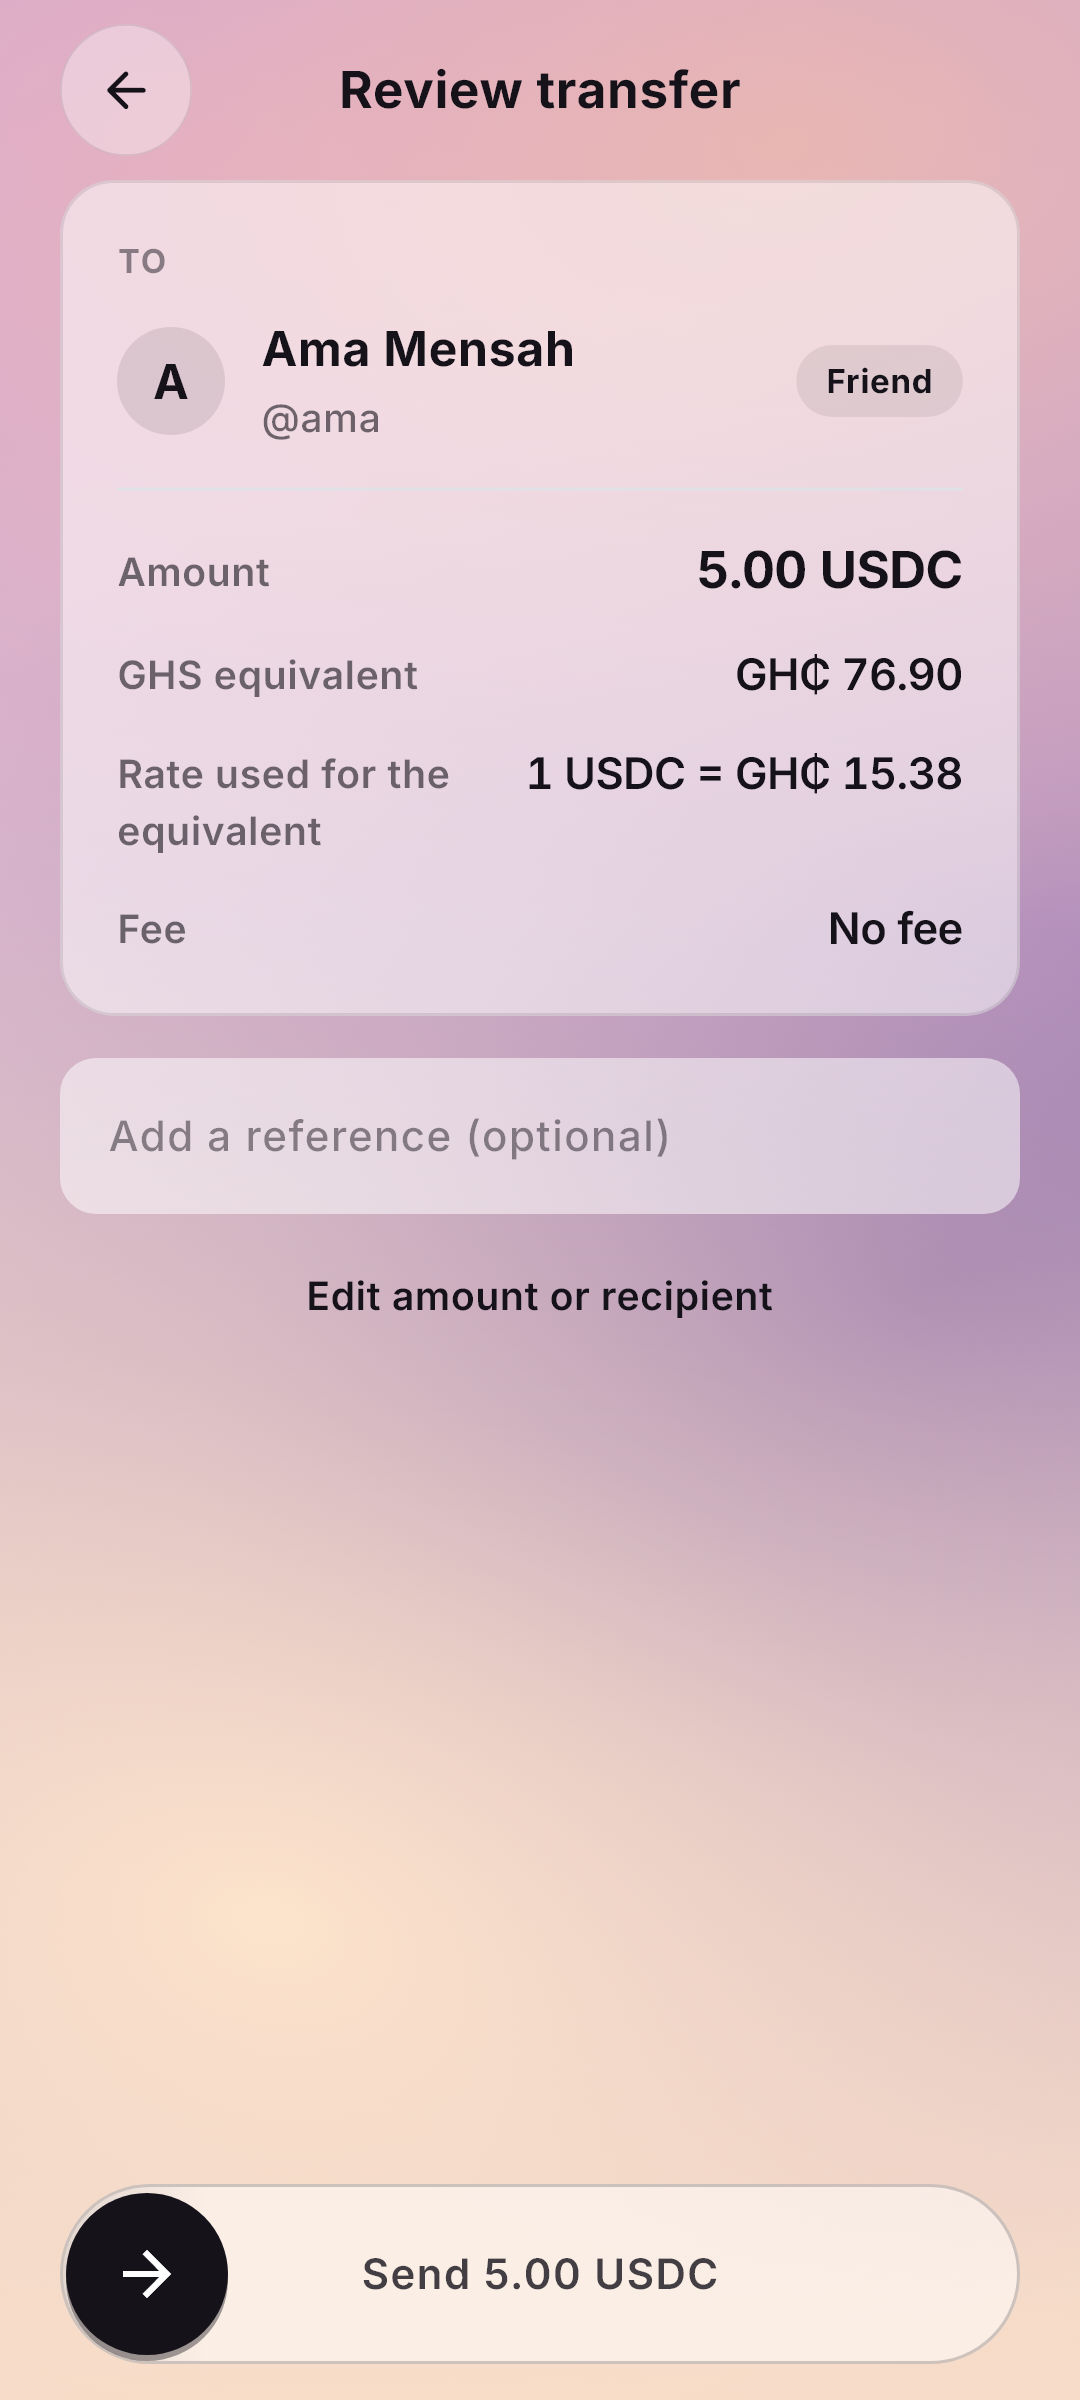 Review transfer
TO
A
Ama Mensah
@ama
Friend
Amount
5.00 USDC
GHS equivalent
GH₵ 76.90
Rate used for the
equivalent
1 USDC = GH₵ 15.38
Fee
No fee
Add a reference (optional)
Edit amount or recipient
Send 5.00 USDC